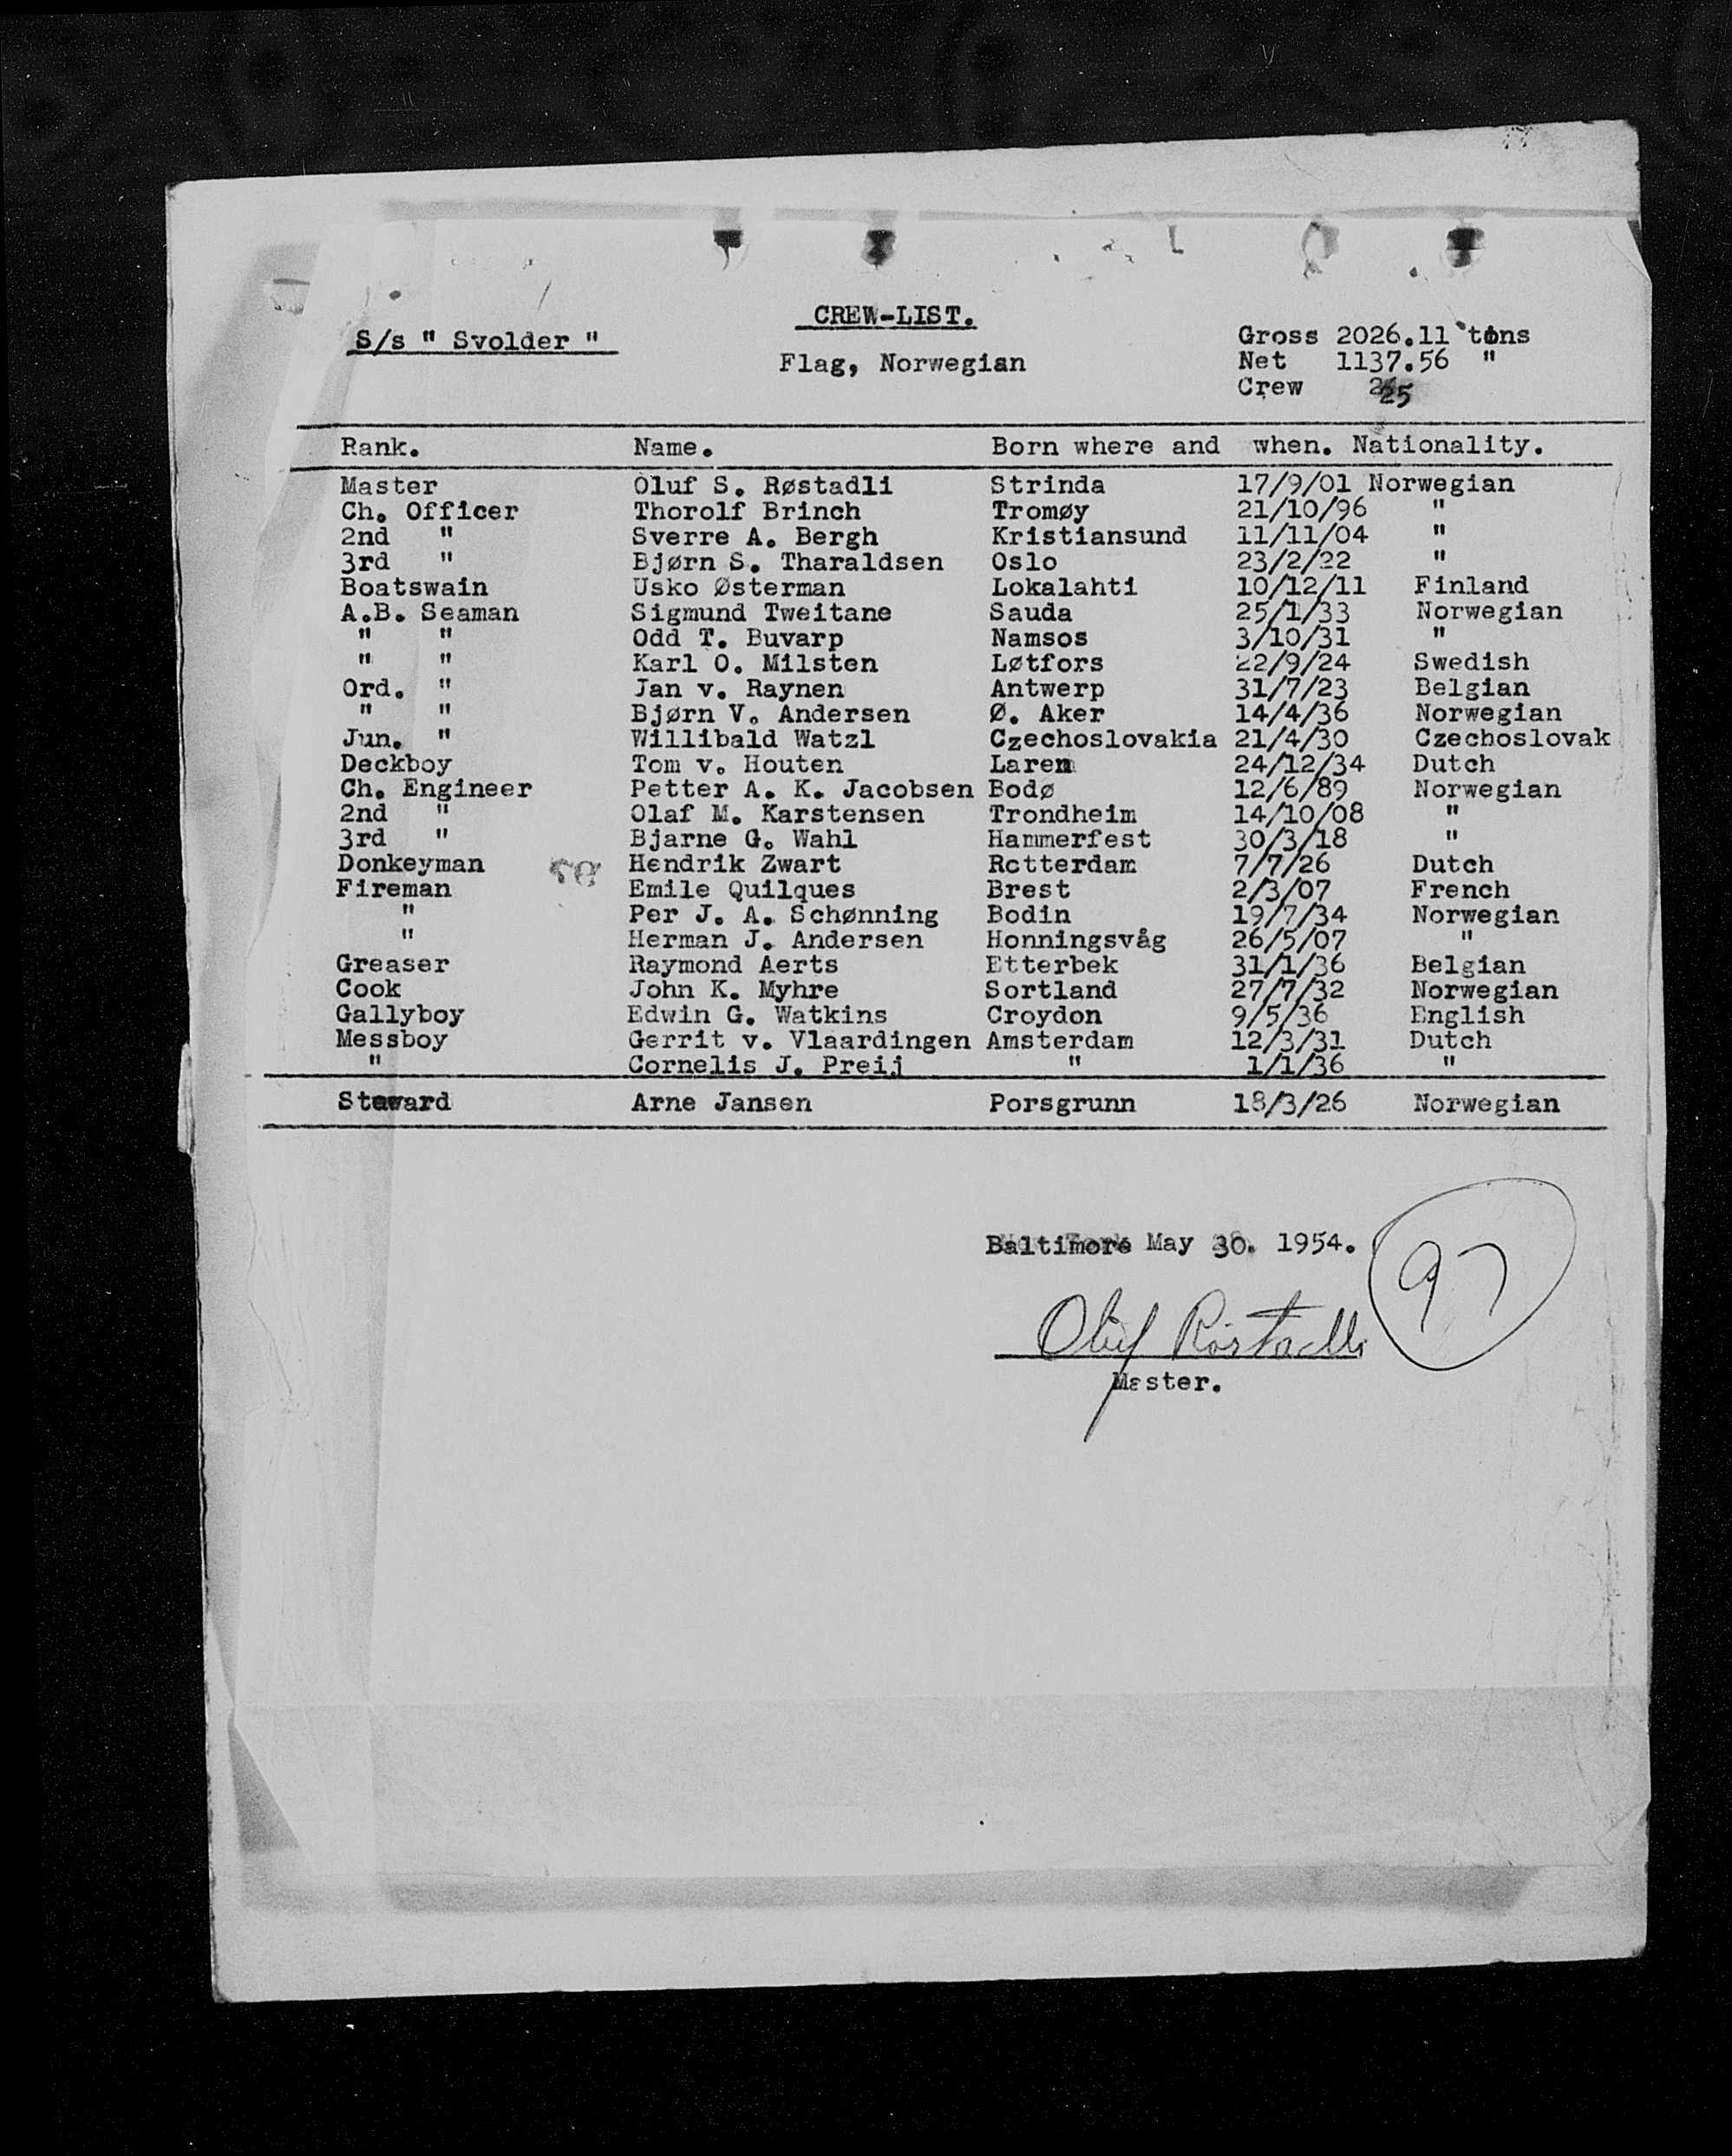 CREW-LIST.
S/s " Svolder "
Flag, Norwegian
Gross 2026.11 tons
Net 1137.56 "
Crew 25
Rank. Name. Born where and when. Nationality.
Master Oluf S. Røstadli Strinda 17/9/01 Norwegian
Ch. Officer Thorolf Brinch Tromøy 21/10/96 "
2nd " Sverre A. Bergh Kristiansund 11/11/04 "
3rd " Bjørn S. Tharaldsen Oslo 23/2/22 "
Boatswain Usko Østerman Lokalahti 10/12/11 Finland
A.B. Seaman Sigmund Tweitane Sauda 25/1/33 Norwegian
" " Odd T. Buvarp Namsos 3/10/31 "
" " Karl O. Milsten Løtfors 22/9/24 Swedish
Ord. " Jan v. Raynen Antwerp 31/7/23 Belgian
" " Bjørn V. Andersen Ø. Aker 14/4/36 Norwegian
Jun. " Willibald Watzl Czechoslovakia 21/4/30 Czechoslovak
Deckboy Tom v. Houten Laren 24/12/34 Dutch
Ch. Engineer Petter A. K. Jacobsen Bodø 12/6/89 Norwegian
2nd " Olaf M. Karstensen Trondheim 14/10/08 "
3rd " Bjarne G. Wahl Hammerfest 30/3/18 "
Donkeyman Hendrik Zwart Rotterdam 7/7/26 Dutch
Fireman Emile Quilques Brest 2/3/07 French
" Per J. A. Schønning Bodin 19/7/34 Norwegian
" Herman J. Andersen Honningsvåg 26/5/07 "
Greaser Raymond Aerts Etterbek 31/1/36 Belgian
Cook John K. Myhre Sortland 27/7/32 Norwegian
Gallyboy Edwin G. Watkins Croydon 9/5/36 English
Messboy Gerrit v. Vlaardingen Amsterdam 12/3/31 Dutch
" Cornelis J. Preij " 1/1/36 "
Steward Arne Jansen Porsgrunn 18/3/26 Norwegian
Baltimore May 30. 1954.
97
Oluf Røstadli
Master.